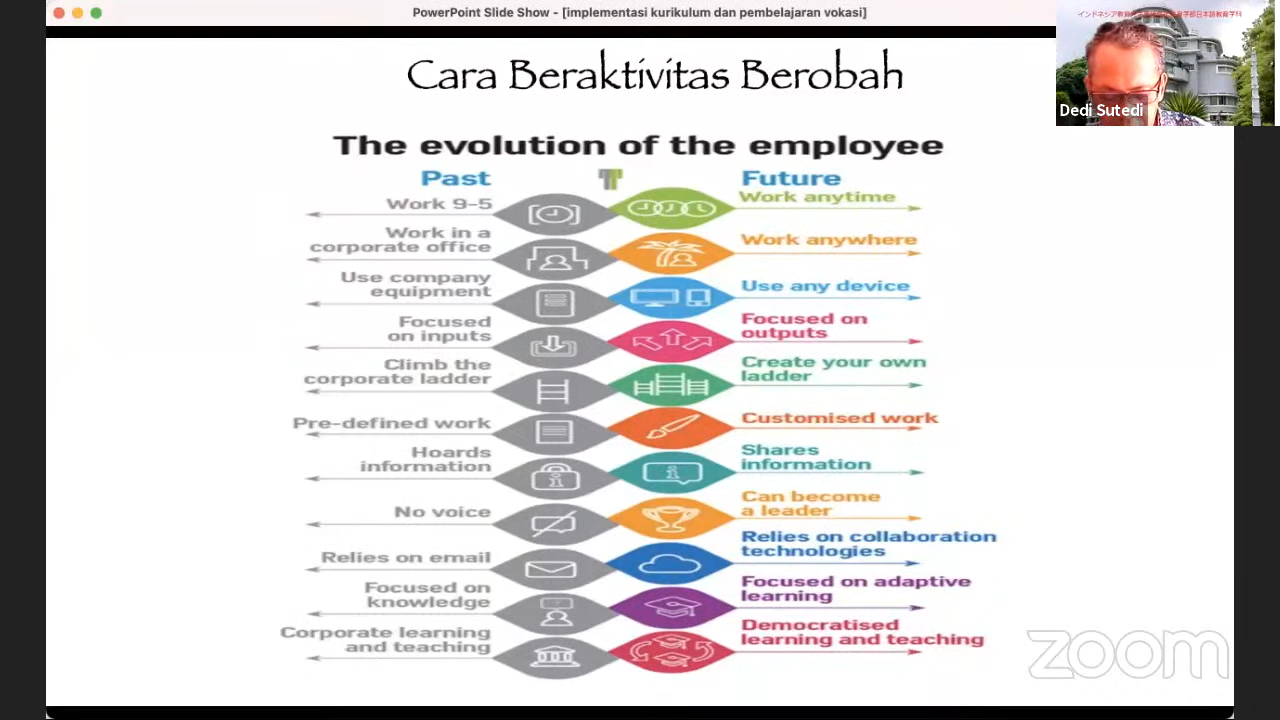 PowerPoint Slide Show - [implementasi kurikulum dan pembelajaran vokasi]
Dedi Sutedi
Cara Beraktivitas Berobah
The evolution of the employee
Past
Future
Work 9-5
Work anytime
Work in a
corporate office
Work anywhere
Use company
equipment
Use any device
Focused
on inputs
Focused on
outputs
Climb the
corporate ladder
Create your own
ladder
Pre-defined work
Customised work
Hoards
information
Shares
information
No voice
Can become
a leader
Relies on email
Relies on collaboration
technologies
Focused on
knowledge
Focused on adaptive
learning
Corporate learning
and teaching
Democratised
learning and teaching
zoom